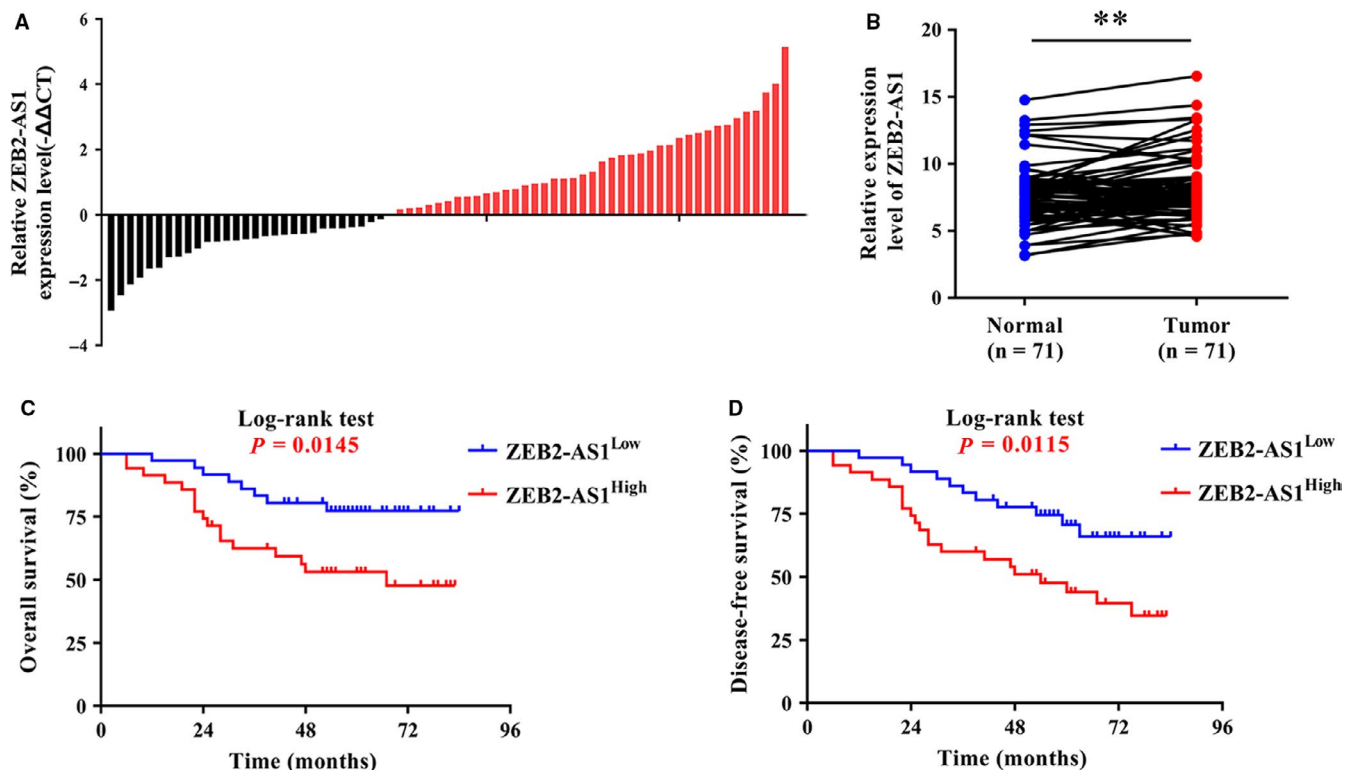 A
Relative ZEB2-AS1
expression level(-ΔΔCT)
6
4
2
0
−2
−4
B
Relative expression
level of ZEB2-AS1
20
15
10
5
0
**
Normal
(n = 71)
Tumor
(n = 71)
C
Log-rank test
P = 0.0145
ZEB2-AS1Low
ZEB2-AS1High
Overall survival (%)
100
75
50
25
0
0 24 48 72 96
Time (months)
D
Log-rank test
P = 0.0115
ZEB2-AS1Low
ZEB2-AS1High
Disease-free survival (%)
100
75
50
25
0
0 24 48 72 96
Time (months)